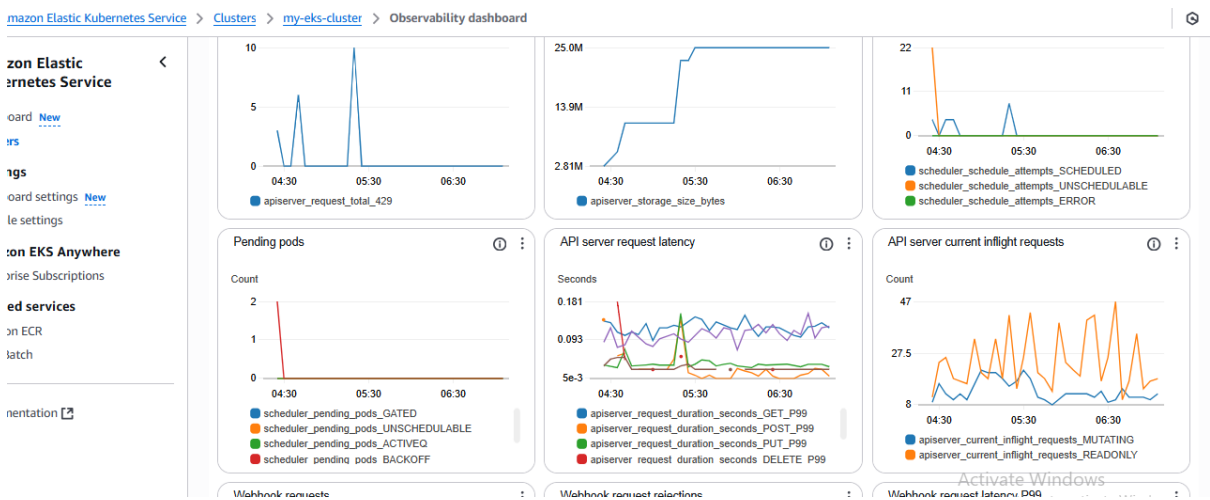 mazon Elastic Kubernetes Service > Clusters > my-eks-cluster > Observability dashboard
zon Elastic
ernetes Service
oard New
ers
ngs
oard settings New
le settings
zon EKS Anywhere
prise Subscriptions
ed services
on ECR
Batch
mentation
10
5
0
04:30 05:30 06:30
apiserver_request_total_429
25.0M
13.9M
2.81M
04:30 05:30 06:30
apiserver_storage_size_bytes
22
11
0
04:30 05:30 06:30
scheduler_schedule_attempts_SCHEDULED
scheduler_schedule_attempts_UNSCHEDULABLE
scheduler_schedule_attempts_ERROR
Pending pods
Count
2
1
0
04:30 05:30 06:30
scheduler_pending_pods_GATED
scheduler_pending_pods_UNSCHEDULABLE
scheduler_pending_pods_ACTIVEQ
scheduler_pending_pods_BACKOFF
API server request latency
Seconds
0.181
0.093
5e-3
04:30 05:30 06:30
apiserver_request_duration_seconds_GET_P99
apiserver_request_duration_seconds_POST_P99
apiserver_request_duration_seconds_PUT_P99
apiserver_request_duration_seconds_DELETE_P99
API server current inflight requests
Count
47
27.5
8
04:30 05:30 06:30
apiserver_current_inflight_requests_MUTATING
apiserver_current_inflight_requests_READONLY
Activate Windows
Webhook requests
Webhook request rejections
Webhook request latency P99